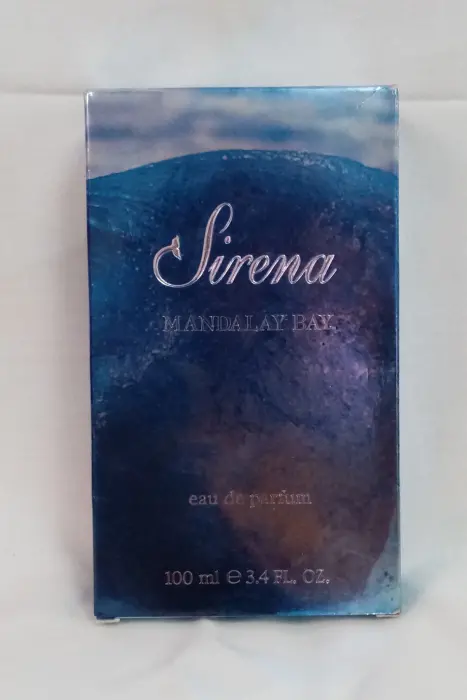 Sirena
MANDALAY BAY.
eau de parfum
100 ml ℮ 3.4 FL. OZ.